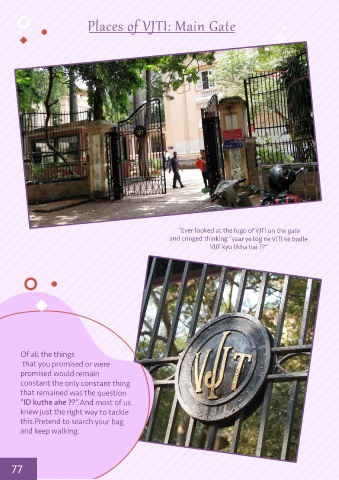 Places of VJTI: Main Gate
"Ever looked at the logo of VJTI on the gate
and cringed thinking "yaar ye log ne VJTI ke badle
VIJT kyu likha hai ??".
VJT
Of all the things
that you promised or were
promised would remain
constant the only constant thing
that remained was the question
"ID kuthe ahe ??". And most of us
knew just the right way to tackle
this.Pretend to search your bag
and keep walking.
77